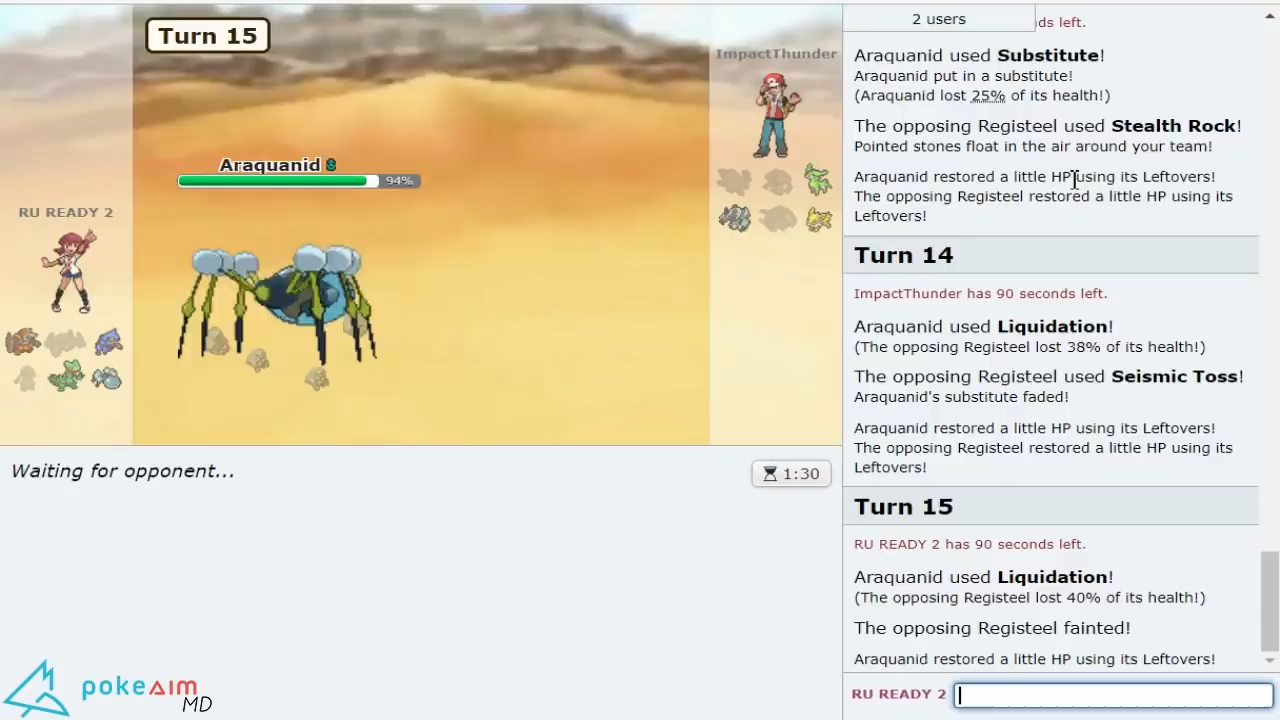 Turn 15
ImpactThunder
Araquanid
94%
RU READY 2
Waiting for opponent...
1:30
pokeaim
MD
2 users
ds left.
Araquanid used Substitute!
Araquanid put in a substitute!
(Araquanid lost 25% of its health!)
The opposing Registeel used Stealth Rock!
Pointed stones float in the air around your team!
Araquanid restored a little HP using its Leftovers!
The opposing Registeel restored a little HP using its
Leftovers!
Turn 14
ImpactThunder has 90 seconds left.
Araquanid used Liquidation!
(The opposing Registeel lost 38% of its health!)
The opposing Registeel used Seismic Toss!
Araquanid's substitute faded!
Araquanid restored a little HP using its Leftovers!
The opposing Registeel restored a little HP using its
Leftovers!
Turn 15
RU READY 2 has 90 seconds left.
Araquanid used Liquidation!
(The opposing Registeel lost 40% of its health!)
The opposing Registeel fainted!
Araquanid restored a little HP using its Leftovers!
RU READY 2